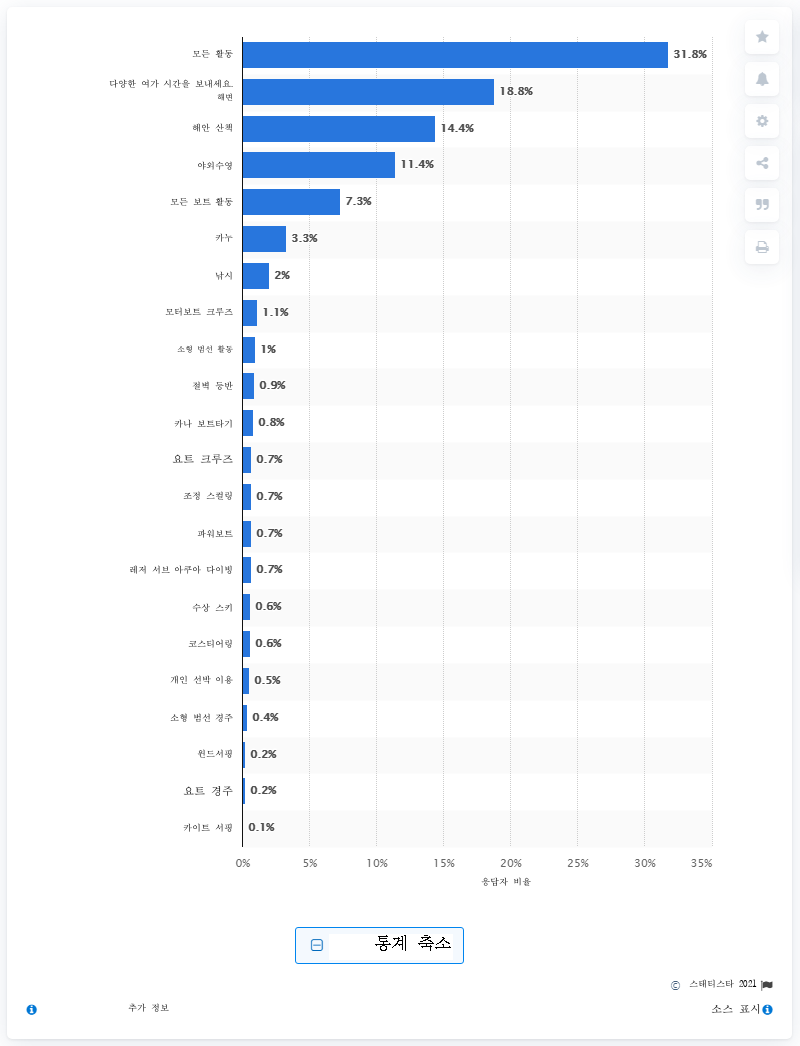 모든 활동
31.8%
다양한 여가 시간을 보내세요.
해변
18.8%
해안 산책
14.4%
야외수영
11.4%
모든 보트 활동
7.3%
카누
3.3%
낚시
2%
모터보트 크루즈
1.1%
소형 범선 활동
1%
절벽 등반
0.9%
카나 보트타기
0.8%
요트 크루즈
0.7%
조정 스컬링
0.7%
파워보트
0.7%
레저 서브 아쿠아 다이빙
0.7%
수상 스키
0.6%
코스티어링
0.6%
개인 선박 이용
0.5%
소형 범선 경주
0.4%
윈드서핑
0.2%
요트 경주
0.2%
카이트 서핑
0.1%
0% 5% 10% 15% 20% 25% 30% 35%
응답자 비율
통계 축소
© 스태티스타 2021
추가 정보
소스 표시